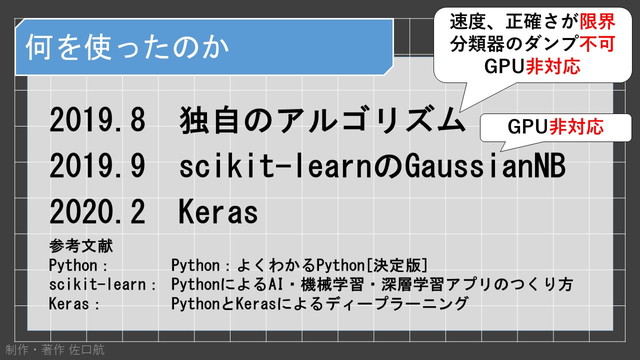 何を使ったのか
速度、正確さが限界
分類器のダンプ不可
GPU非対応
2019.8 独自のアルゴリズム
GPU非対応
2019.9 scikit-learnのGaussianNB
2020.2 Keras
参考文献
Python： Python：よくわかるPython[決定版]
scikit-learn： PythonによるAI・機械学習・深層学習アプリのつくり方
Keras： PythonとKerasによるディープラーニング
制作・著作 佐口航